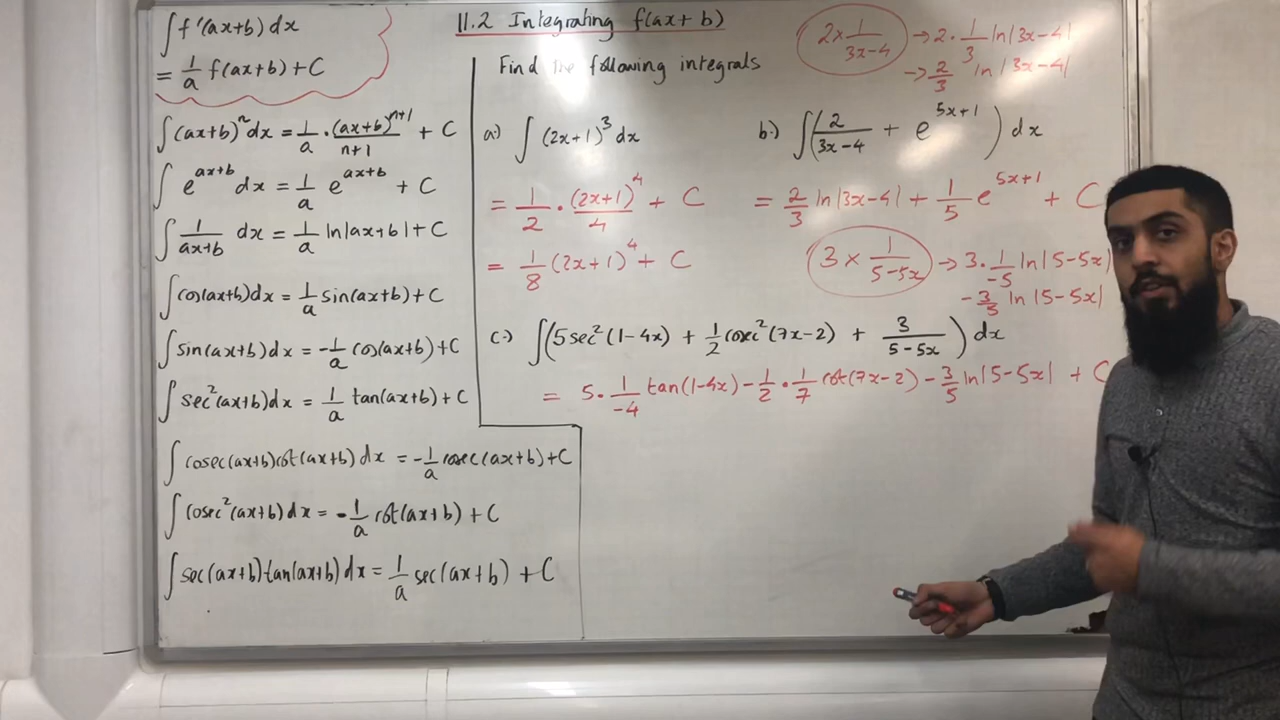 11.2 Integrating f(ax+b)
∫f'(ax+b) dx
= 1/a f(ax+b) + C
∫(ax+b)^n dx = 1/a · (ax+b)^(n+1)/(n+1) + C
∫e^(ax+b) dx = 1/a e^(ax+b) + C
∫1/(ax+b) dx = 1/a ln|ax+b| + C
∫cos(ax+b)dx = 1/a sin(ax+b) + C
∫sin(ax+b)dx = -1/a cos(ax+b) + C
∫sec²(ax+b)dx = 1/a tan(ax+b) + C
∫cosec(ax+b)cot(ax+b) dx = -1/a cosec(ax+b) + C
∫cosec²(ax+b) dx = -1/a cot(ax+b) + C
∫sec(ax+b)tan(ax+b) dx = 1/a sec(ax+b) + C
Find the following integrals
2 × 1/(3x-4) → 2 · 1/3 ln|3x-4|
→ 2/3 ln|3x-4|
a.) ∫(2x+1)³ dx
= 1/2 · (2x+1)⁴/4 + C
= 1/8 (2x+1)⁴ + C
b.) ∫(2/(3x-4) + e^(5x+1)) dx
= 2/3 ln|3x-4| + 1/5 e^(5x+1) + C
3 × 1/(5-5x) → 3 · 1/-5 ln|5-5x|
-3/5 ln|5-5x|
c.) ∫(5sec²(1-4x) + 1/2 cosec²(7x-2) + 3/(5-5x)) dx
= 5 · 1/-4 tan(1-4x) - 1/2 · 1/7 cot(7x-2) - 3/5 ln|5-5x| + C